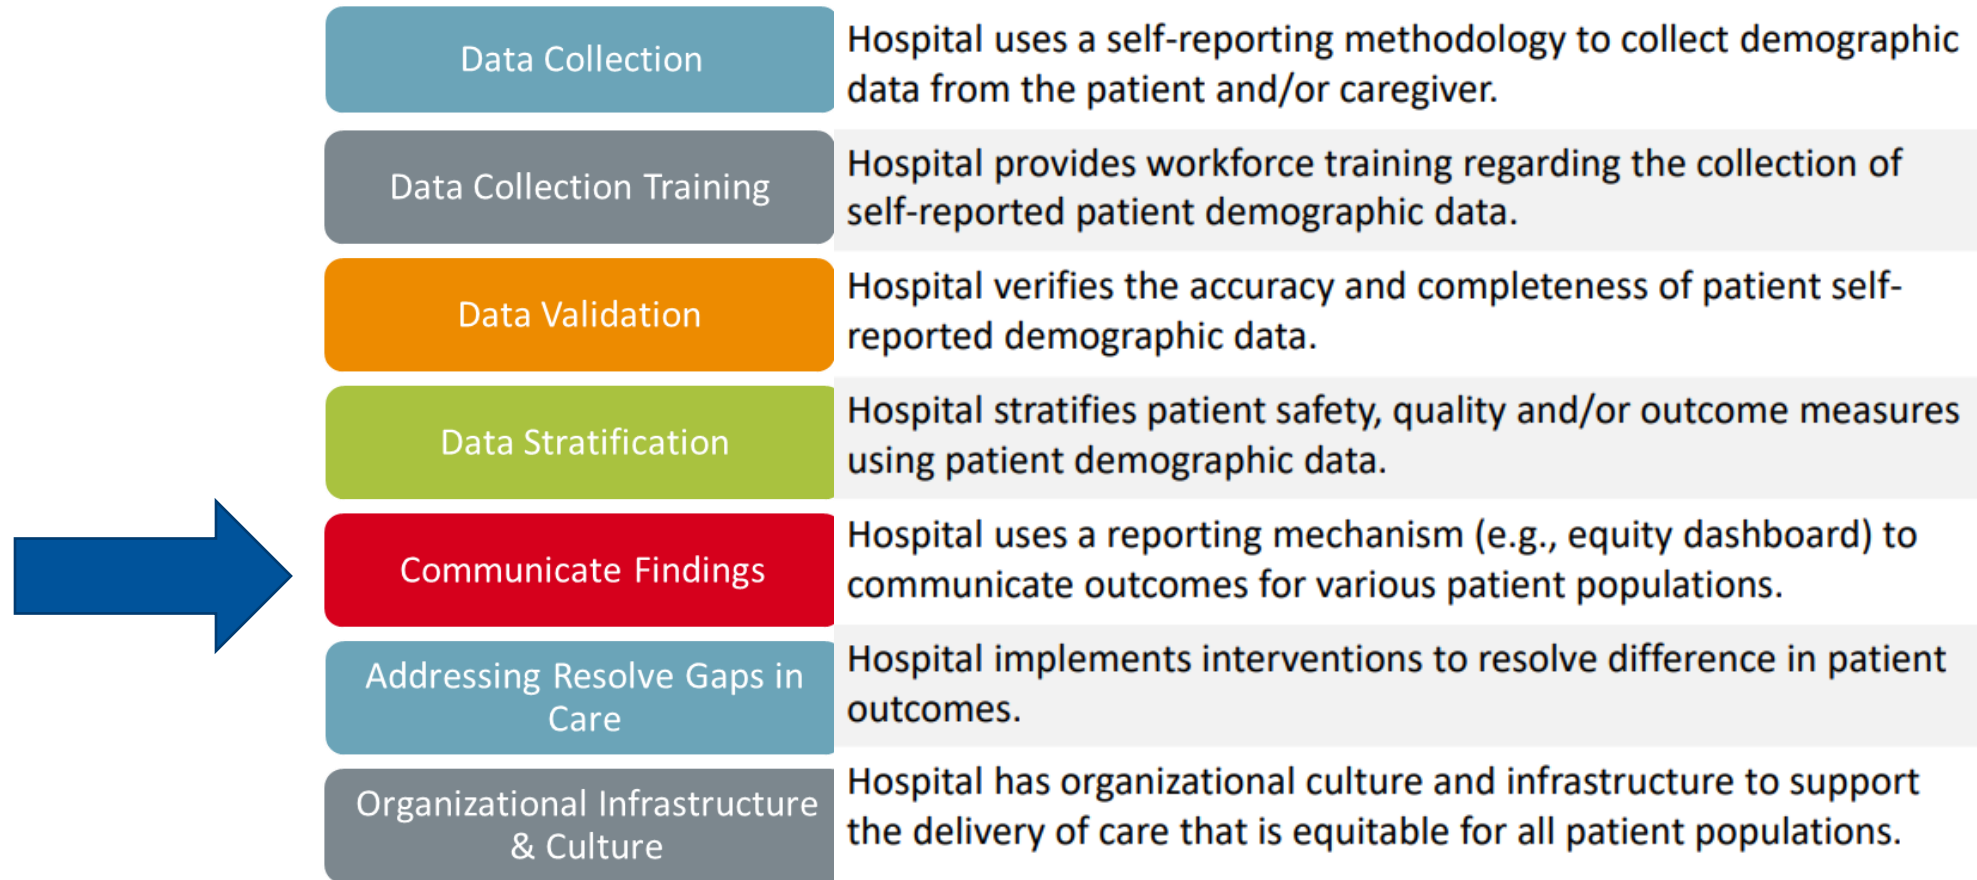 Data Collection
Hospital uses a self-reporting methodology to collect demographic
data from the patient and/or caregiver.
Data Collection Training
Hospital provides workforce training regarding the collection of
self-reported patient demographic data.
Data Validation
Hospital verifies the accuracy and completeness of patient self-
reported demographic data.
Data Stratification
Hospital stratifies patient safety, quality and/or outcome measures
using patient demographic data.
Communicate Findings
Hospital uses a reporting mechanism (e.g., equity dashboard) to
communicate outcomes for various patient populations.
Addressing Resolve Gaps in
Care
Hospital implements interventions to resolve difference in patient
outcomes.
Organizational Infrastructure
& Culture
Hospital has organizational culture and infrastructure to support
the delivery of care that is equitable for all patient populations.